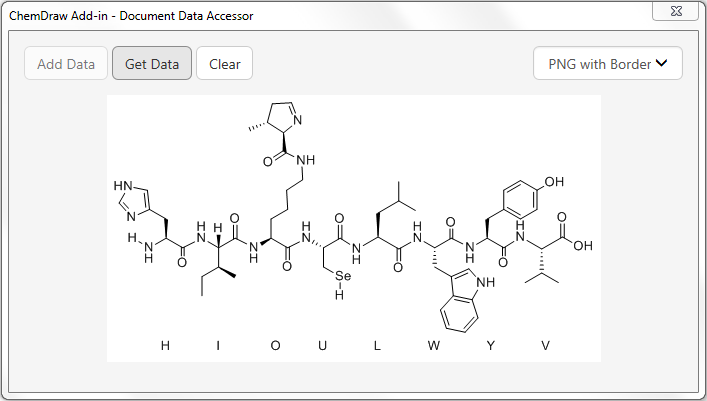 ChemDraw Add-in - Document Data Accessor
Add Data Get Data Clear PNG with Border
N
O NH
HN
N
OH
H N H O H N O H N O H N O
H N H O N H O N H O N H O OH
Se
H
NH
H I O U L W Y V